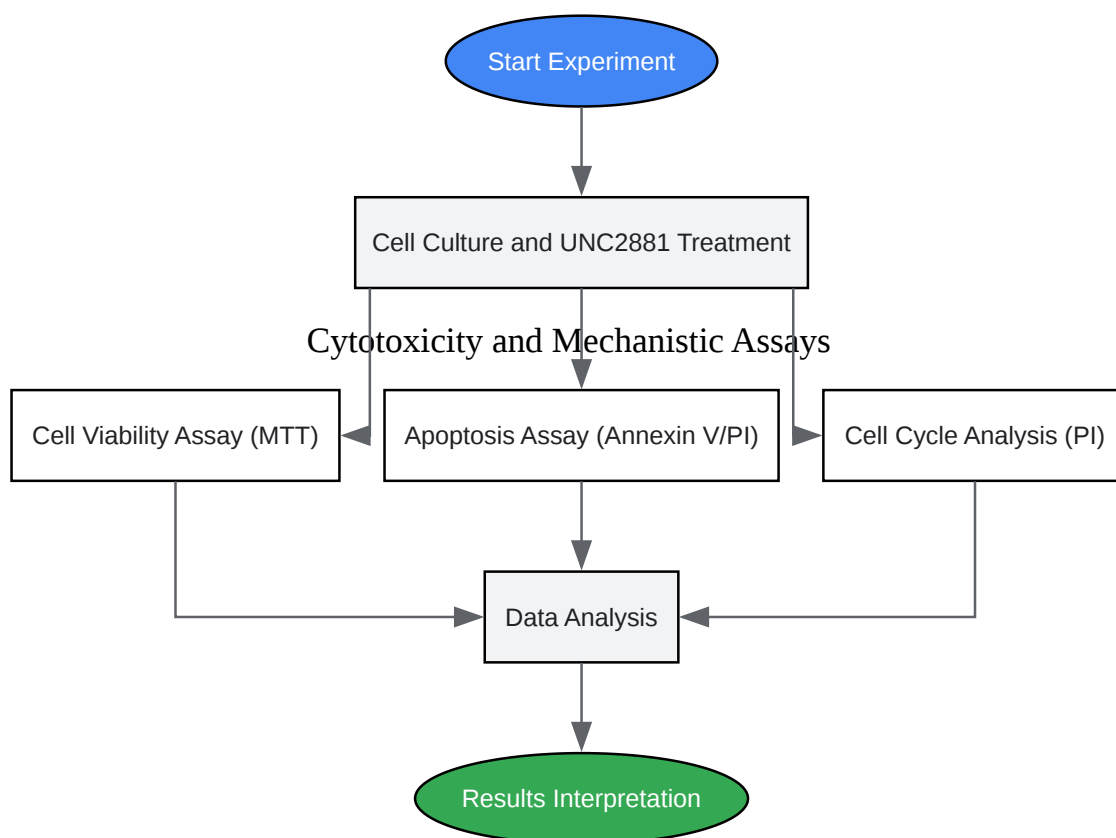 Start Experiment
Cell Culture and UNC2881 Treatment
Cytotoxicity and Mechanistic Assays
Cell Viability Assay (MTT)
Apoptosis Assay (Annexin V/PI)
Cell Cycle Analysis (PI)
Data Analysis
Results Interpretation